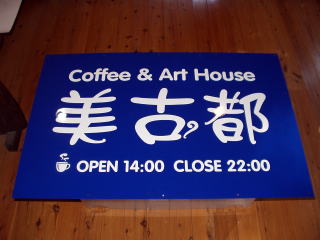 Coffee & Art House
美古都
OPEN 14:00 CLOSE 22:00